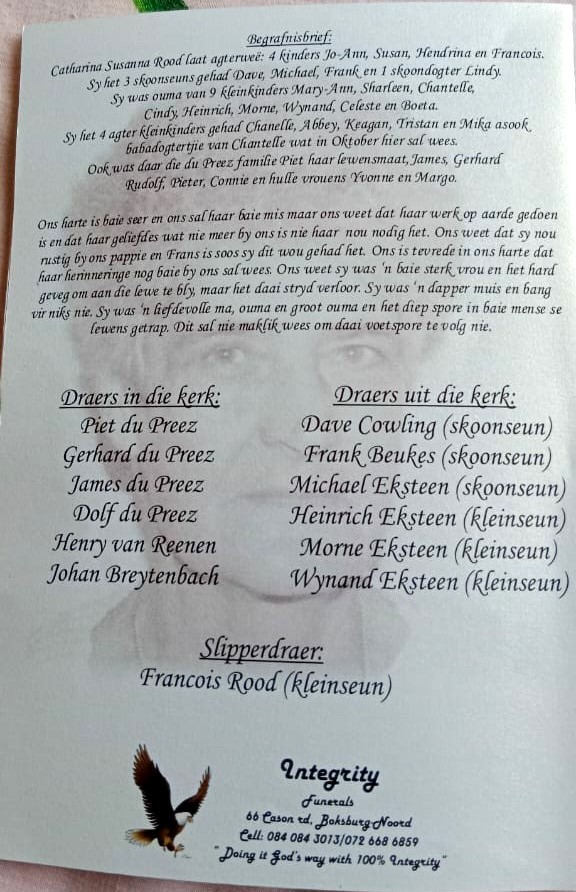 Begrafnisbrief:
Catharina Susanna Rood laat agterweë: 4 kinders Jo-Ann, Susan, Hendrina en Francois.
Sy het 3 skoonseuns gehad Dave, Michael, Frank en 1 skoondogter Lindy.
Sy was ouma van 9 kleinkinders Mary-Ann, Sharleen, Chantelle,
Cindy, Heinrich, Morne, Wynand, Celeste en Boeta.
Sy het 4 agter kleinkinders gehad Chanelle, Abbey, Keagan, Tristan en Mika asook
babadogtertjie van Chantelle wat in Oktober hier sal wees.
Ook was daar die du Preez familie Piet haar lewensmaat, James, Gerhard
Rudolf, Pieter, Connie en hulle vrouens Yvonne en Margo.
Ons harte is baie seer en ons sal haar baie mis maar ons weet dat haar werk op aarde gedoen
is en dat haar geliefdes wat nie meer by ons is nie haar nou nodig het. Ons weet dat sy nou
rustig by ons pappie en Frans is soos sy dit wou gehad het. Ons is tevrede in ons harte dat
haar herinneringe nog baie by ons sal wees. Ons weet sy was 'n baie sterk vrou en het hard
geveg om aan die lewe te bly, maar het daai stryd verloor. Sy was 'n dapper muis en bang
vir niks nie. Sy was 'n liefdevolle ma, ouma en groot ouma en het diep spore in baie mense se
lewens getrap. Dit sal nie maklik wees om daai voetspore te volg nie.
Draers in die kerk:
Piet du Preez
Gerhard du Preez
James du Preez
Dolf du Preez
Henry van Reenen
Johan Breytenbach
Draers uit die kerk:
Dave Cowling (skoonseun)
Frank Beukes (skoonseun)
Michael Eksteen (skoonseun)
Heinrich Eksteen (kleinseun)
Morne Eksteen (kleinseun)
Wynand Eksteen (kleinseun)
Slipperdraer:
Francois Rood (kleinseun)
Integrity
Funerals
66 Cason rd, Boksburg-Noord
Cell: 084 084 3013/072 668 6859
"Doing it God's way with 100% Integrity"